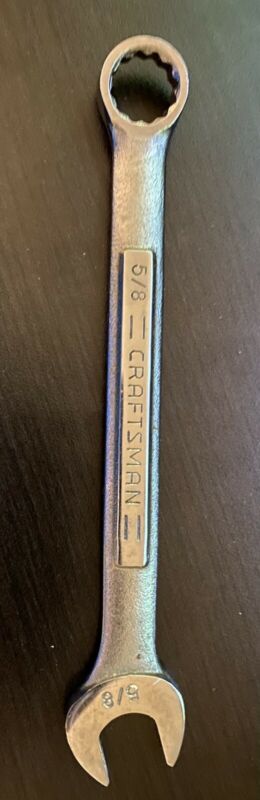 5/8 = CRAFTSMAN =
5/8